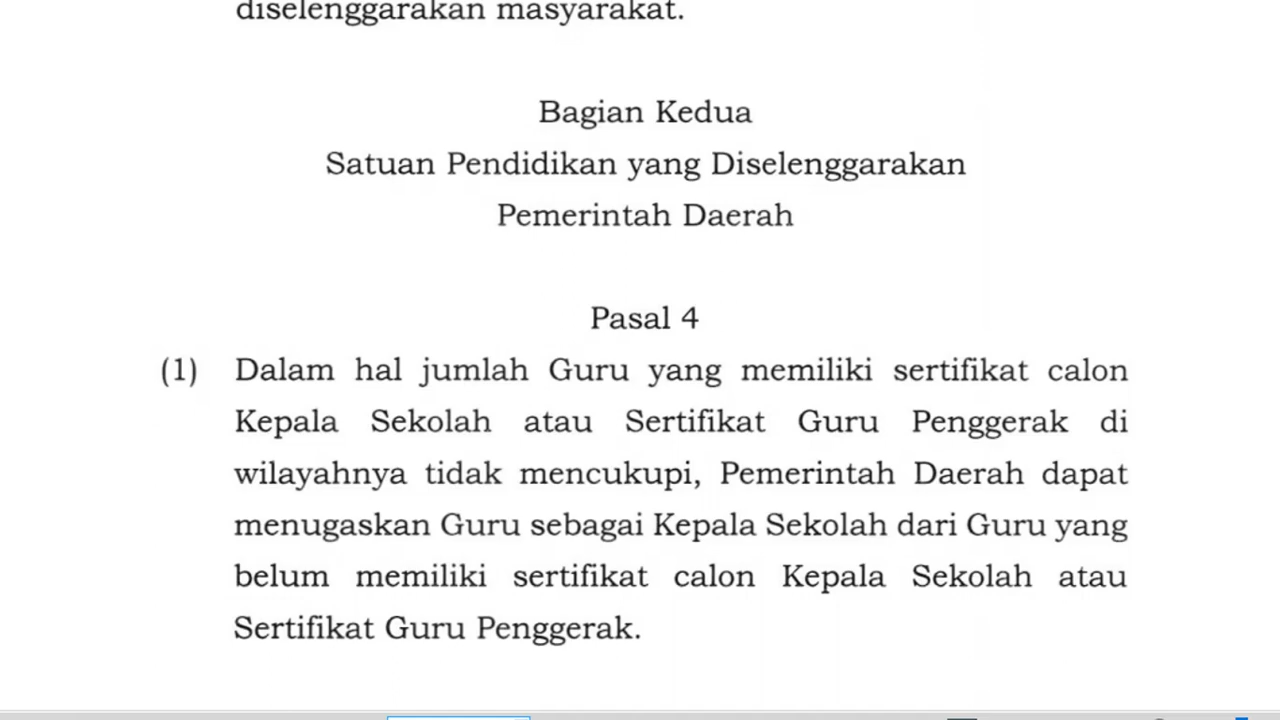 diselenggarakan masyarakat.
Bagian Kedua
Satuan Pendidikan yang Diselenggarakan
Pemerintah Daerah
Pasal 4
(1) Dalam hal jumlah Guru yang memiliki sertifikat calon
Kepala Sekolah atau Sertifikat Guru Penggerak di
wilayahnya tidak mencukupi, Pemerintah Daerah dapat
menugaskan Guru sebagai Kepala Sekolah dari Guru yang
belum memiliki sertifikat calon Kepala Sekolah atau
Sertifikat Guru Penggerak.